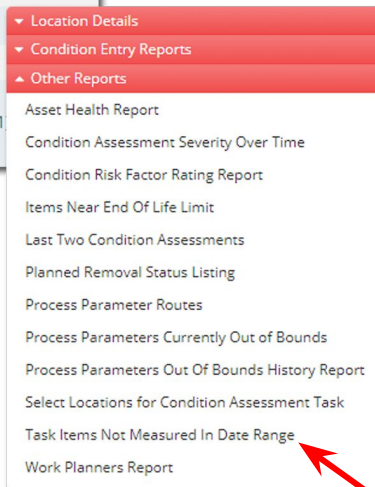 Location Details
Condition Entry Reports
Other Reports
Asset Health Report
Condition Assessment Severity Over Time
Condition Risk Factor Rating Report
Items Near End Of Life Limit
Last Two Condition Assessments
Planned Removal Status Listing
Process Parameter Routes
Process Parameters Currently Out of Bounds
Process Parameters Out Of Bounds History Report
Select Locations for Condition Assessment Task
Task Items Not Measured In Date Range
Work Planners Report